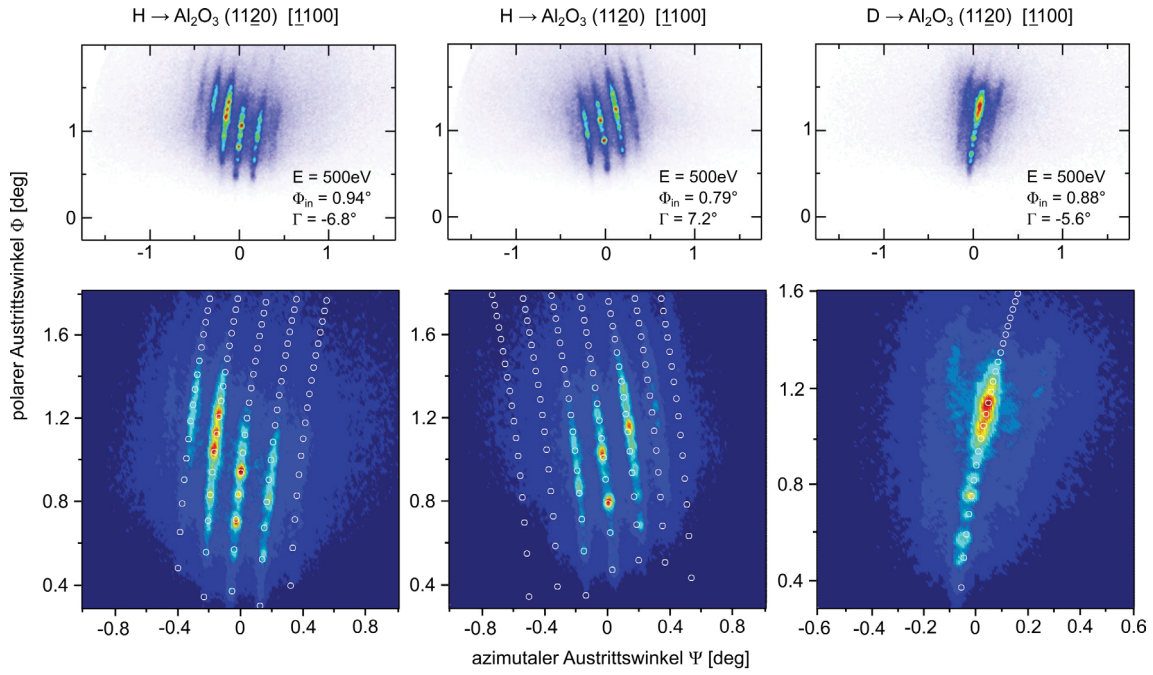 H → Al₂O₃ (112̲0) [1̲100]
H → Al₂O₃ (112̲0) [1̲100]
D → Al₂O₃ (112̲0) [1̲100]
polarer Austrittswinkel Φ [deg]
1
0
E = 500eV
Φin = 0.94°
Γ = -6.8°
-1 0 1
1
0
E = 500eV
Φin = 0.79°
Γ = 7.2°
-1 0 1
1
0
E = 500eV
Φin = 0.88°
Γ = -5.6°
-1 0 1
1.6
1.2
0.8
0.4
-0.8 -0.4 0 0.4 0.8
1.6
1.2
0.8
0.4
-0.8 -0.4 0 0.4 0.8
1.6
1.2
0.8
0.4
-0.6 -0.4 -0.2 0 0.2 0.4 0.6
azimutaler Austrittswinkel Ψ [deg]